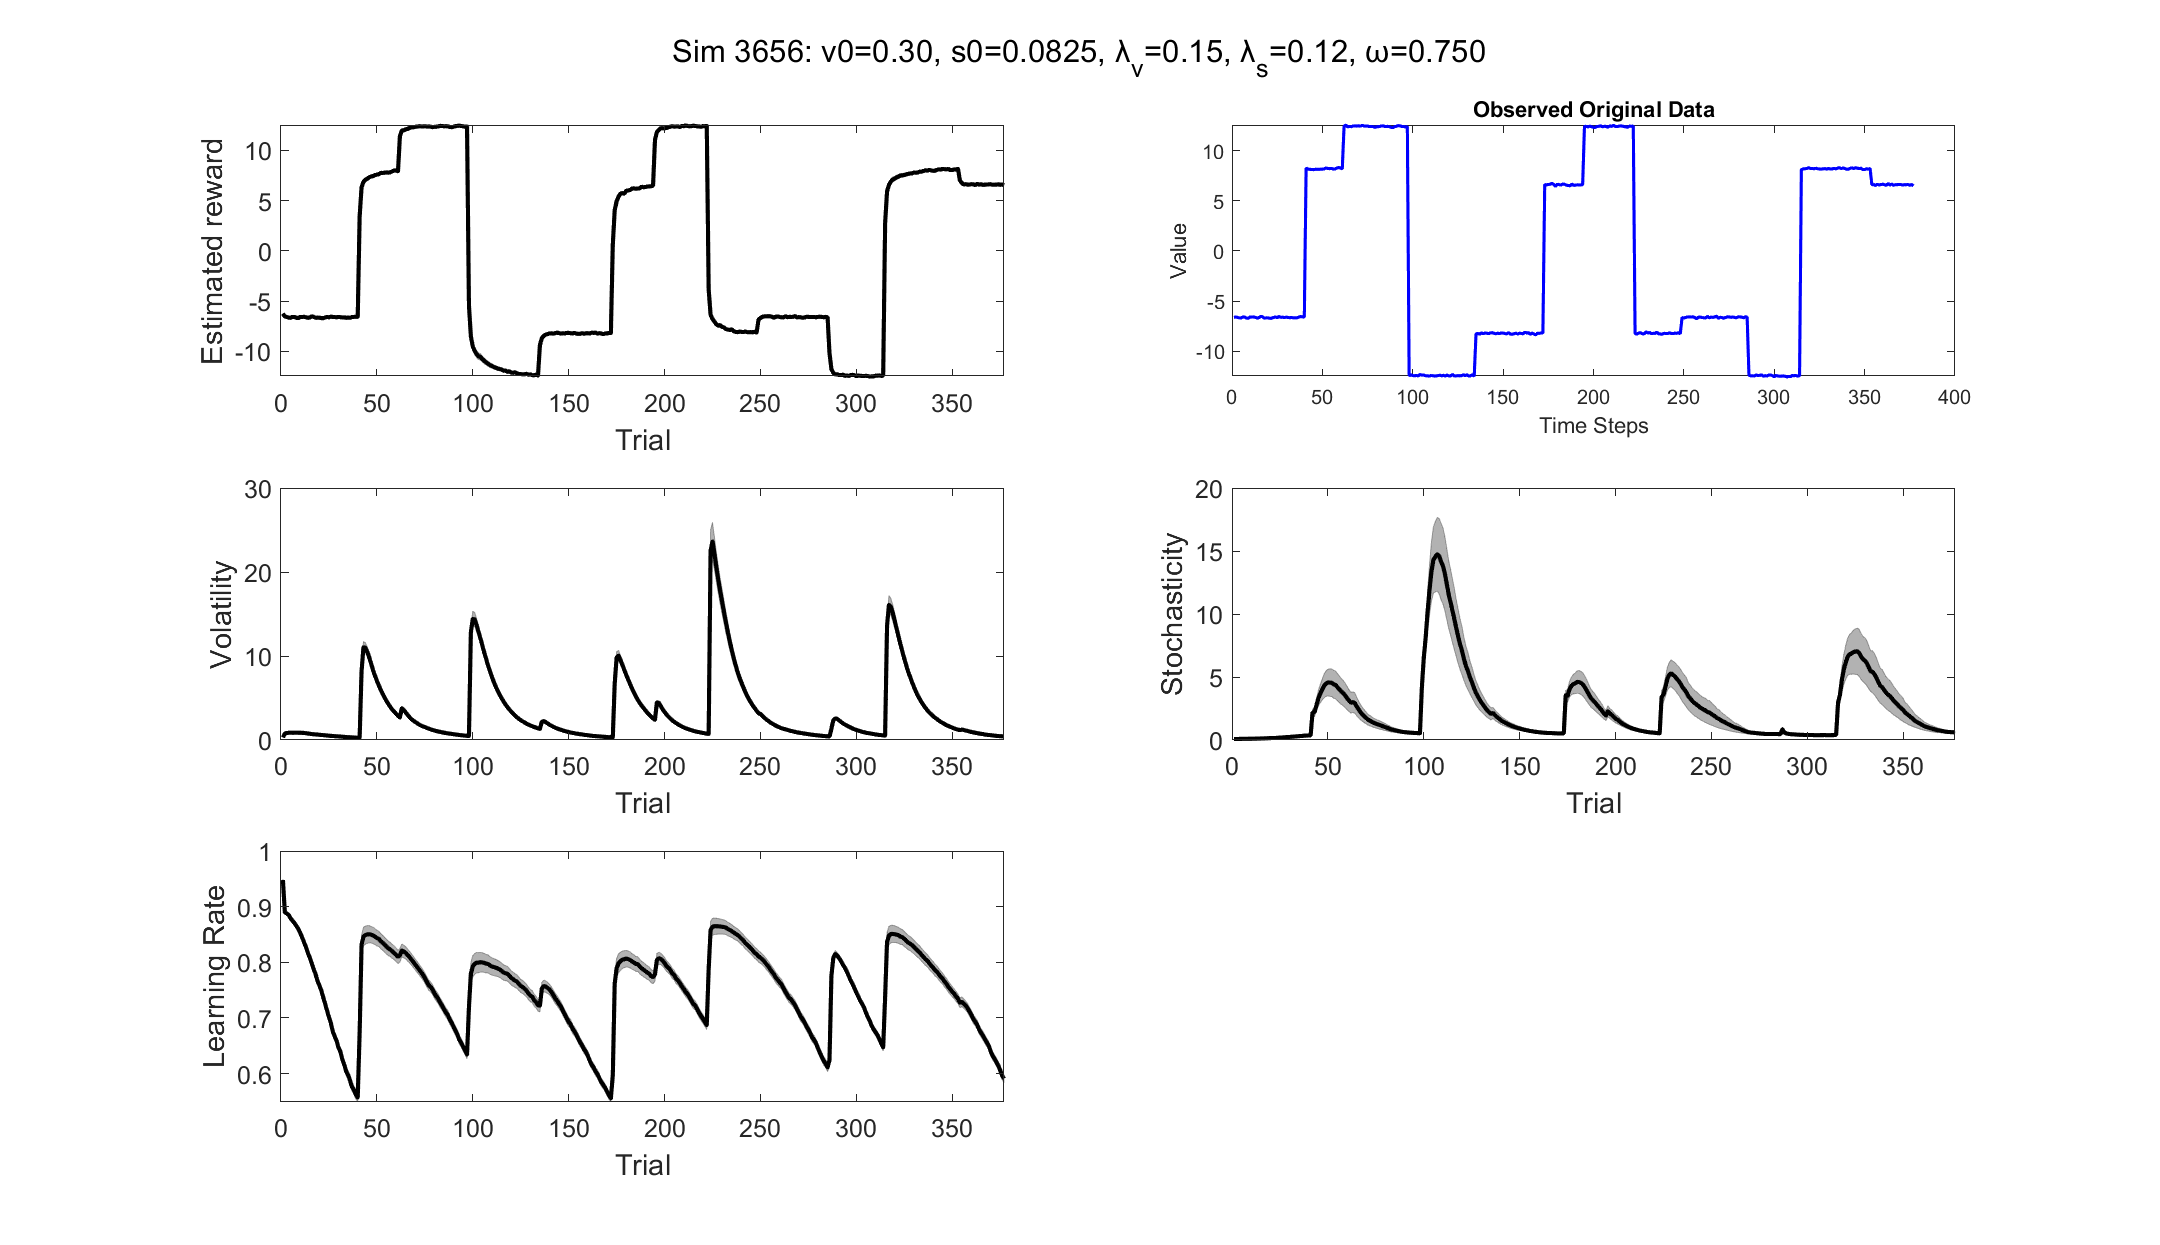 Sim 3656: v0=0.30, s0=0.0825, λv=0.15, λs=0.12, ω=0.750
Estimated reward
10
5
0
-5
-10
0 50 100 150 200 250 300 350
Trial
Observed Original Data
Value
10
5
0
-5
-10
0 50 100 150 200 250 300 350 400
Time Steps
Volatility
30
20
10
0
0 50 100 150 200 250 300 350
Trial
Stochasticity
20
15
10
5
0
0 50 100 150 200 250 300 350
Trial
Learning Rate
1
0.9
0.8
0.7
0.6
0 50 100 150 200 250 300 350
Trial